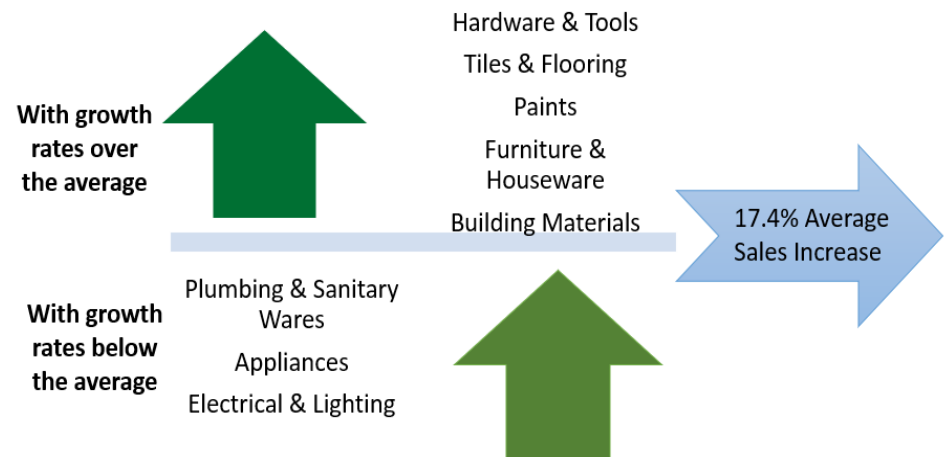 With growth
rates over
the average
Hardware & Tools
Tiles & Flooring
Paints
Furniture &
Houseware
Building Materials
17.4% Average
Sales Increase
With growth
rates below
the average
Plumbing & Sanitary
Wares
Appliances
Electrical & Lighting